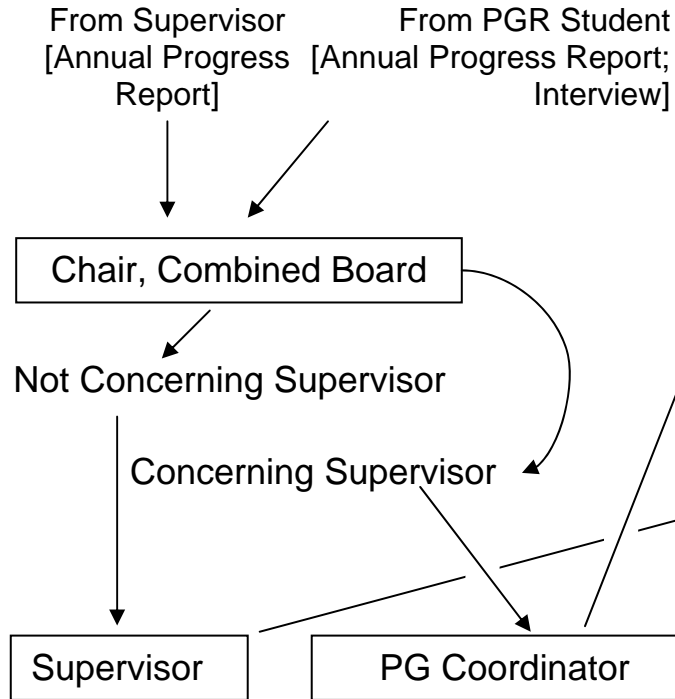 From Supervisor
[Annual Progress
Report]
From PGR Student
[Annual Progress Report;
Interview]
Chair, Combined Board
Not Concerning Supervisor
Concerning Supervisor
Supervisor
PG Coordinator